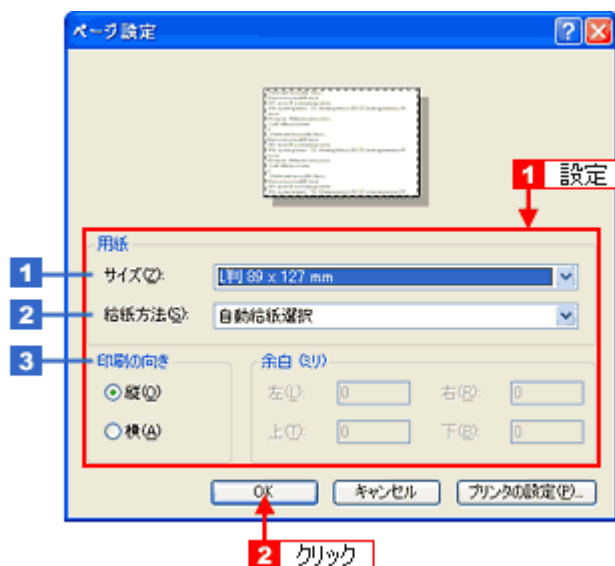 ページ設定
1 設定
用紙
1 サイズ(Z): L判 89 x 127 mm
2 給紙方法(S): 自動給紙選択
3 印刷の向き
縦(O)
横(A)
余白 (ミリ)
左(L): 0 右(R): 0
上(T): 0 下(B): 0
OK キャンセル プリンタの設定(P)...
2 クリック